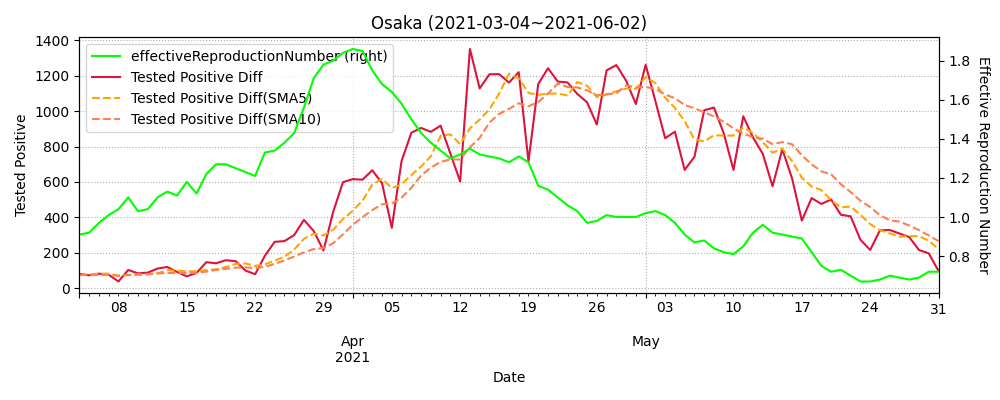 Osaka (2021-03-04~2021-06-02)
effectiveReproductionNumber (right)
Tested Positive Diff
Tested Positive Diff(SMA5)
Tested Positive Diff(SMA10)
Tested Positive
1400
1200
1000
800
600
400
200
0
1.8
1.6
1.4
1.2
1.0
0.8
Effective Reproduction Number
08 15 22 29 05 12 19 26 03 10 17 24 31
Apr May
2021
Date